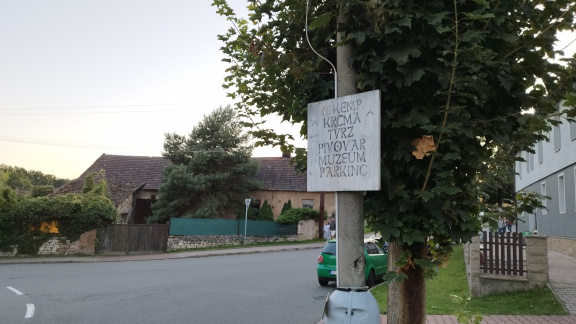 KEMP
KRČMA
TVRZ
PIVOVAR
MUZEUM
PARKING